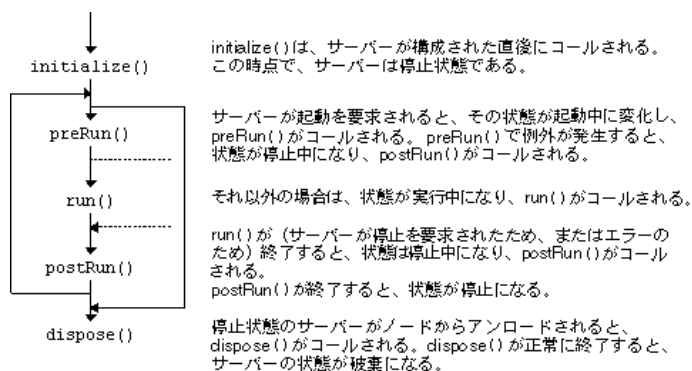 initialize()
initialize()は、サーバーが構成された直後にコールされる。
この時点で、サーバーは停止状態である。
preRun()
サーバーが起動を要求されると、その状態が起動中に変化し、
preRun()がコールされる。preRun()で例外が発生すると、
状態が停止中になり、postRun()がコールされる。
run()
それ以外の場合は、状態が実行中になり、run()がコールされる。
run()が（サーバーが停止を要求されたため、またはエラーの
ため）終了すると、状態は停止中になり、postRun()がコール
される。
postRun()
postRun()が終了すると、状態が停止になる。
dispose()
停止状態のサーバーがノードからアンロードされると、
dispose()がコールされる。dispose()が正常に終了すると、
サーバーの状態が破棄になる。